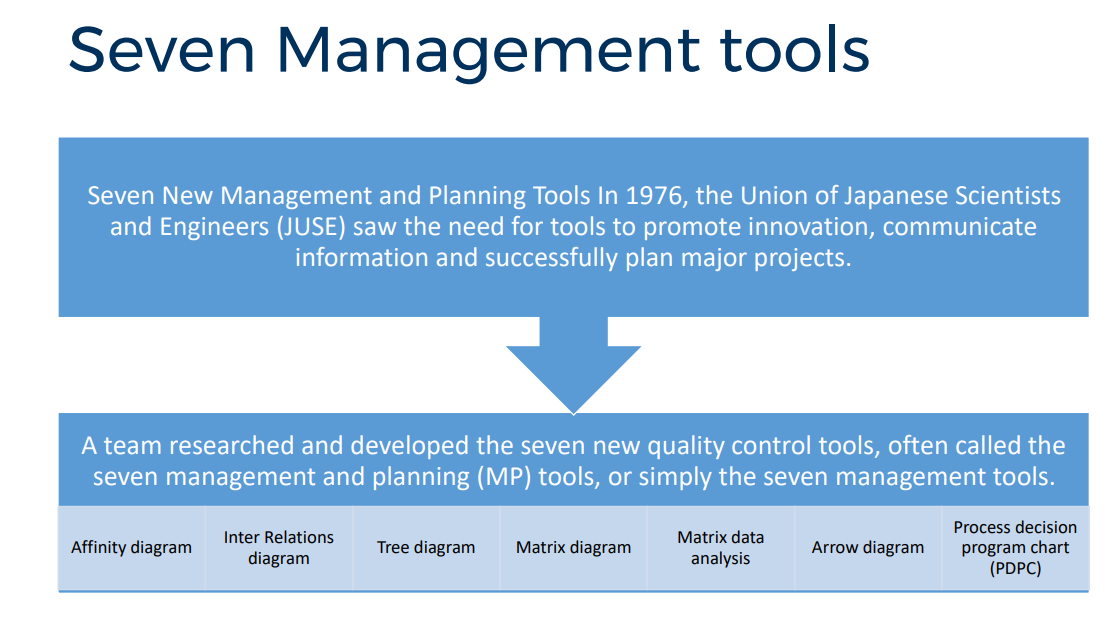 Seven Management tools
Seven New Management and Planning Tools In 1976, the Union of Japanese Scientists
and Engineers (JUSE) saw the need for tools to promote innovation, communicate
information and successfully plan major projects.
A team researched and developed the seven new quality control tools, often called the
seven management and planning (MP) tools, or simply the seven management tools.
Affinity diagram
Inter Relations
diagram
Tree diagram
Matrix diagram
Matrix data
analysis
Arrow diagram
Process decision
program chart
(PDPC)